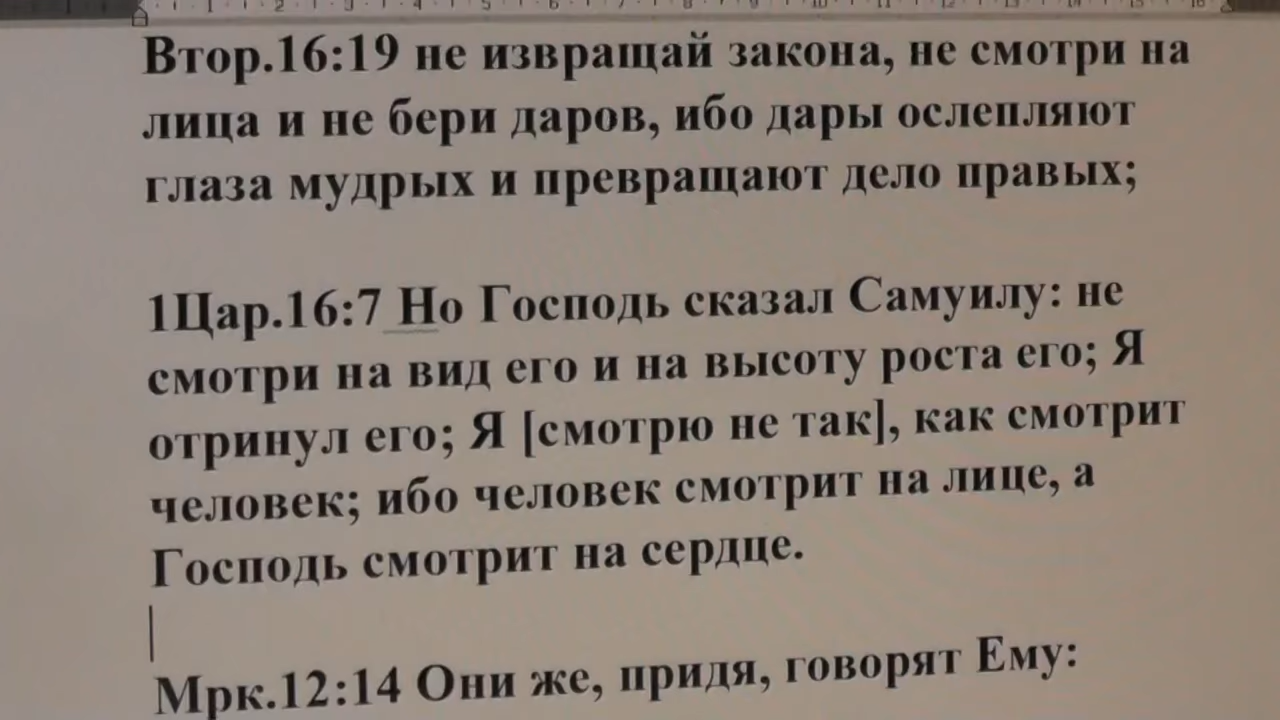 Втор.16:19 не извращай закона, не смотри на
лица и не бери даров, ибо дары ослепляют
глаза мудрых и превращают дело правых;
1Цар.16:7 Но Господь сказал Самуилу: не
смотри на вид его и на высоту роста его; Я
отринул его; Я [смотрю не так], как смотрит
человек; ибо человек смотрит на лице, а
Господь смотрит на сердце.
Мрк.12:14 Они же, придя, говорят Ему: